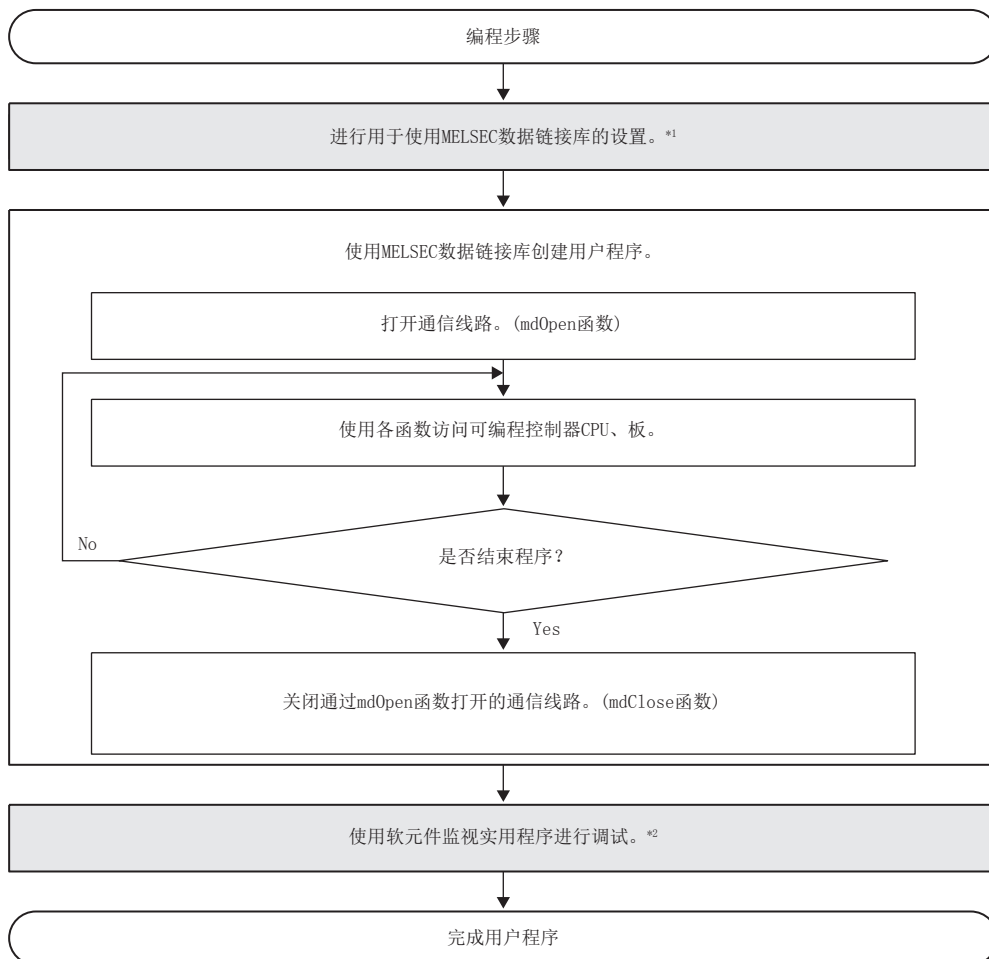 编程步骤
进行用于使用MELSEC数据链接库的设置。*1
使用MELSEC数据链接库创建用户程序。
打开通信线路。(mdOpen函数)
使用各函数访问可编程控制器CPU、板。
No
是否结束程序?
Yes
关闭通过mdOpen函数打开的通信线路。(mdClose函数)
使用软元件监视实用程序进行调试。*2
完成用户程序